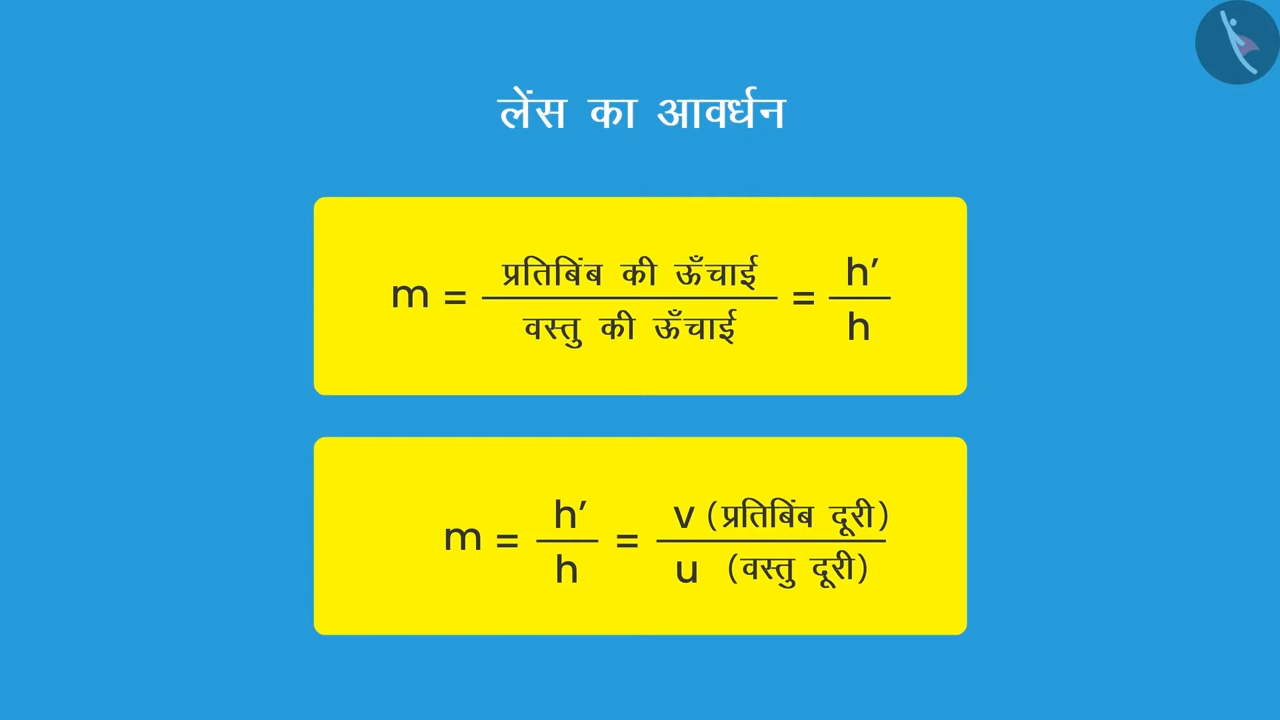 लेंस का आवर्धन
m = प्रतिबिंब की ऊँचाई / वस्तु की ऊँचाई = h’ / h
m = h’ / h = v (प्रतिबिंब दूरी) / u (वस्तु दूरी)